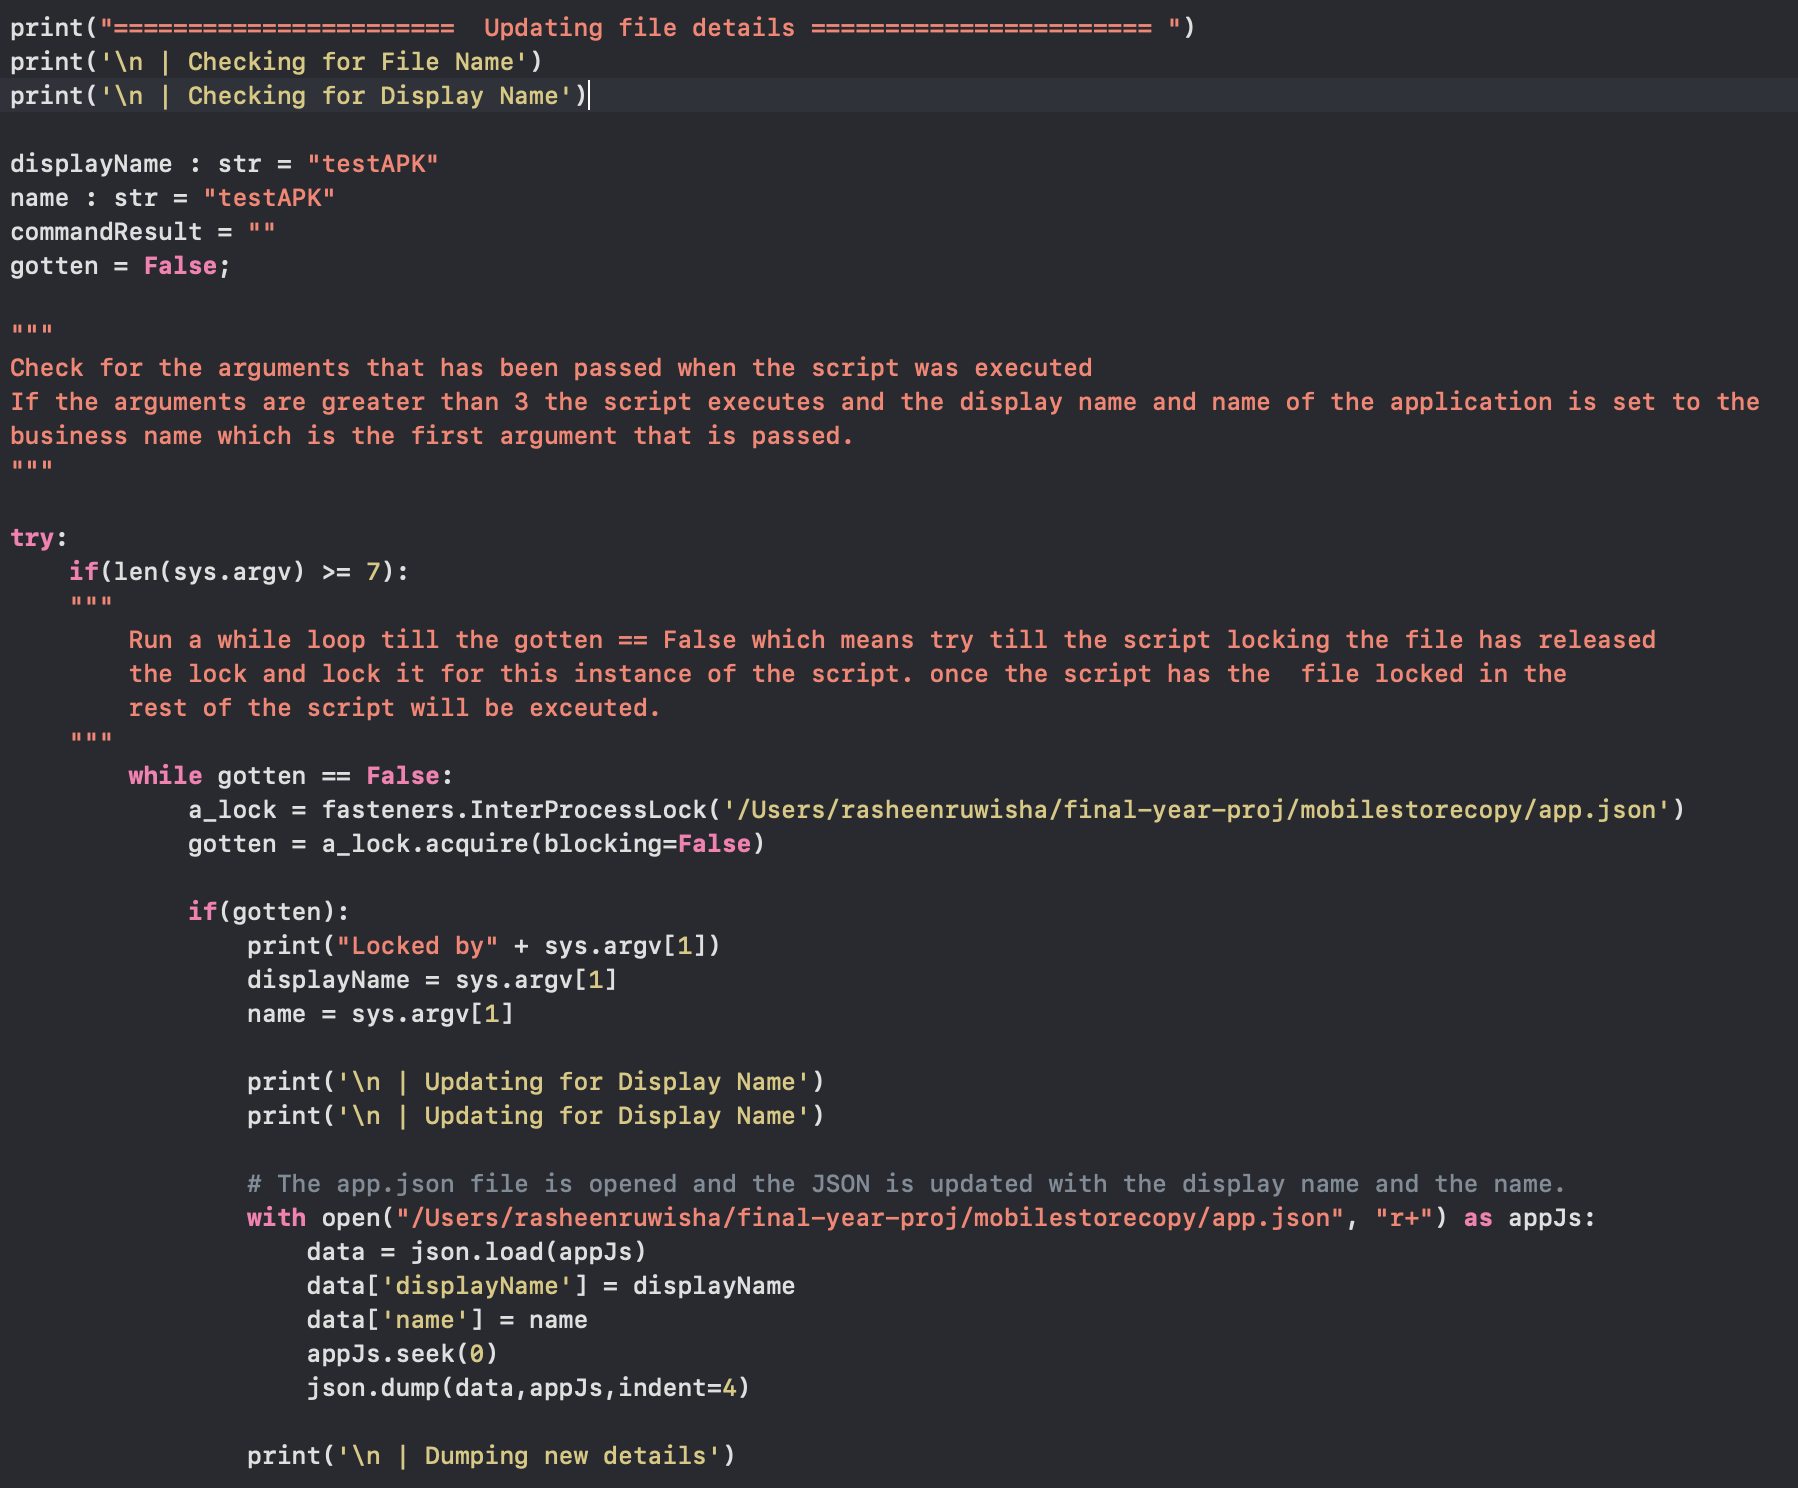 print("=======================  Updating file details ======================= ")
print('\n | Checking for File Name')
print('\n | Checking for Display Name')
displayName : str = "testAPK"
name : str = "testAPK"
commandResult = ""
gotten = False;
"""
Check for the arguments that has been passed when the script was executed
If the arguments are greater than 3 the script executes and the display name and name of the application is set to the
business name which is the first argument that is passed.
"""
try:
    if(len(sys.argv) >= 7):
    """
        Run a while loop till the gotten == False which means try till the script locking the file has released
        the lock and lock it for this instance of the script. once the script has the  file locked in the
        rest of the script will be exceuted.
    """
        while gotten == False:
            a_lock = fasteners.InterProcessLock('/Users/rasheenruwisha/final-year-proj/mobilestorecopy/app.json')
            gotten = a_lock.acquire(blocking=False)
            if(gotten):
                print("Locked by" + sys.argv[1])
                displayName = sys.argv[1]
                name = sys.argv[1]
                print('\n | Updating for Display Name')
                print('\n | Updating for Display Name')
                # The app.json file is opened and the JSON is updated with the display name and the name.
                with open("/Users/rasheenruwisha/final-year-proj/mobilestorecopy/app.json", "r+") as appJs:
                    data = json.load(appJs)
                    data['displayName'] = displayName
                    data['name'] = name
                    appJs.seek(0)
                    json.dump(data,appJs,indent=4)
                print('\n | Dumping new details')